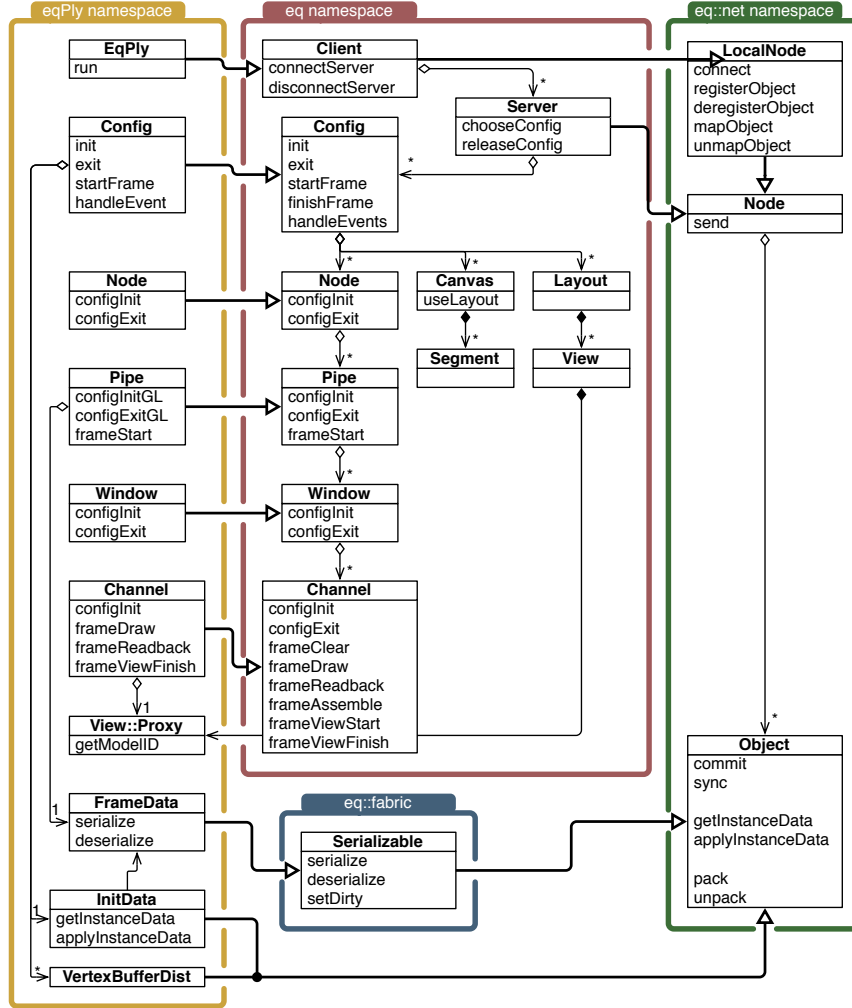 eqPly namespace
eq namespace
eq::net namespace
EqPly
run
Client
connectServer
disconnectServer
*
LocalNode
connect
registerObject
deregisterObject
mapObject
unmapObject
Server
chooseConfig
releaseConfig
Config
init
exit
startFrame
handleEvent
Config
init
exit
startFrame
finishFrame
handleEvents
*
Node
send
*
*
*
Node
configInit
configExit
Node
configInit
configExit
Canvas
useLayout
Layout
*
*
*
Segment
View
Pipe
configInitGL
configExitGL
frameStart
Pipe
configInit
configExit
frameStart
*
Window
configInit
configExit
Window
configInit
configExit
*
Channel
configInit
frameDraw
frameReadback
frameViewFinish
Channel
configInit
configExit
frameClear
frameDraw
frameReadback
frameAssemble
frameViewStart
frameViewFinish
1
View::Proxy
getModelID
*
Object
commit
sync
getInstanceData
applyInstanceData
pack
unpack
1
FrameData
serialize
deserialize
eq::fabric
Serializable
serialize
deserialize
setDirty
1
InitData
getInstanceData
applyInstanceData
*
VertexBufferDist